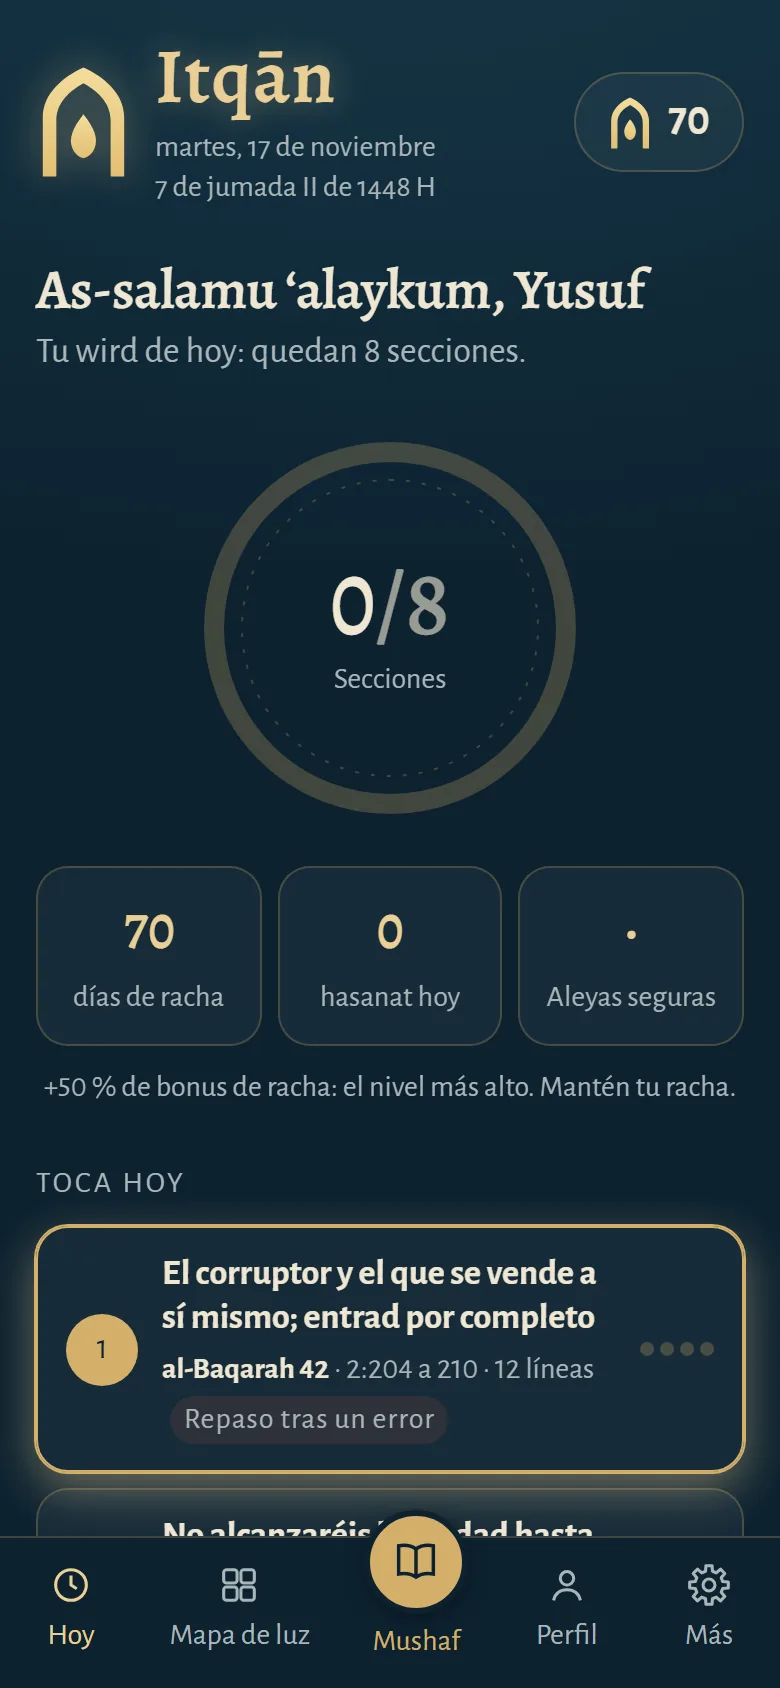 Itqān
martes, 17 de noviembre
7 de jumada II de 1448 H
70
As-salamu ‘alaykum, Yusuf
Tu wird de hoy: quedan 8 secciones.
0/8
Secciones
70
días de racha
0
hasanat hoy
·
Aleyas seguras
+50 % de bonus de racha: el nivel más alto. Mantén tu racha.
TOCA HOY
1
El corruptor y el que se vende a
sí mismo; entrad por completo
al-Baqarah 42 · 2:204 a 210 · 12 líneas
Repaso tras un error
No alcanzaréis hasta
Hoy
Mapa de luz
Mushaf
Perfil
Más